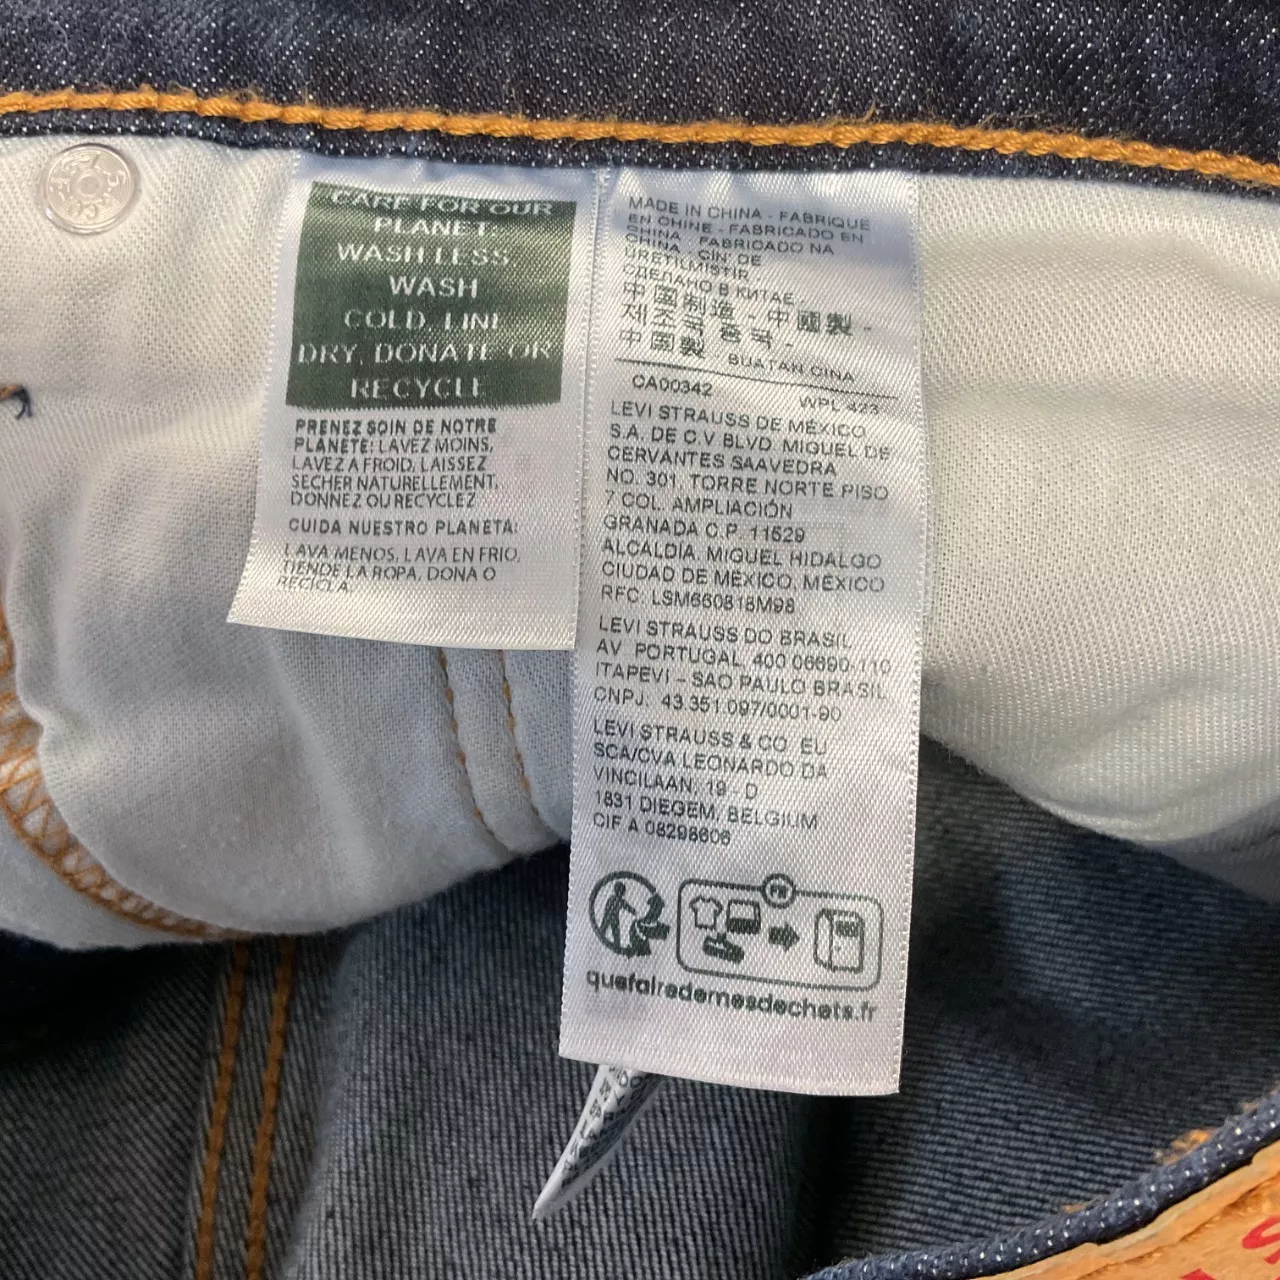 CARE FOR OUR
PLANET:
WASH LESS,
WASH
COLD, LINE
DRY, DONATE OR
RECYCLE
PRENEZ SOIN DE NOTRE
PLANÈTE: LAVEZ MOINS,
LAVEZ A FROID, LAISSEZ
SECHER NATURELLEMENT,
DONNEZ OU RECYCLEZ
CUIDA NUESTRO PLANETA:
LAVA MENOS, LAVA EN FRIO,
TIENDE LA ROPA, DONA O
RECICLA.
MADE IN CHINA - FABRIQUE
EN CHINE - FABRICADO EN
CHINA - FABRICADO NA
CHINA - ÇIN' DE
ÜRETILMISTIR
СДЕЛАНО В КИТАЕ -
中国制造 - 中國製 -
제조국 중국 -
中国製 - BUATAN CINA
CA00342 WPL 423
LEVI STRAUSS DE MÉXICO,
S.A. DE C.V BLVD. MIGUEL DE
CERVANTES SAAVEDRA
NO. 301, TORRE NORTE PISO
7 COL. AMPLIACIÓN
GRANADA C.P. 11529
ALCALDÍA. MIGUEL HIDALGO
CIUDAD DE MÉXICO, MÉXICO
RFC: LSM660818M98
LEVI STRAUSS DO BRASIL
AV PORTUGAL, 400 06690-110
ITAPEVI – SAO PAULO BRASIL
CNPJ. 43.351.097/0001-90
LEVI STRAUSS & CO EU
SCA/CVA LEONARDO DA
VINCILAAN. 19 - D
1831 DIEGEM, BELGIUM
CIF A 08298606
FR
quefairedemesdechets.fr